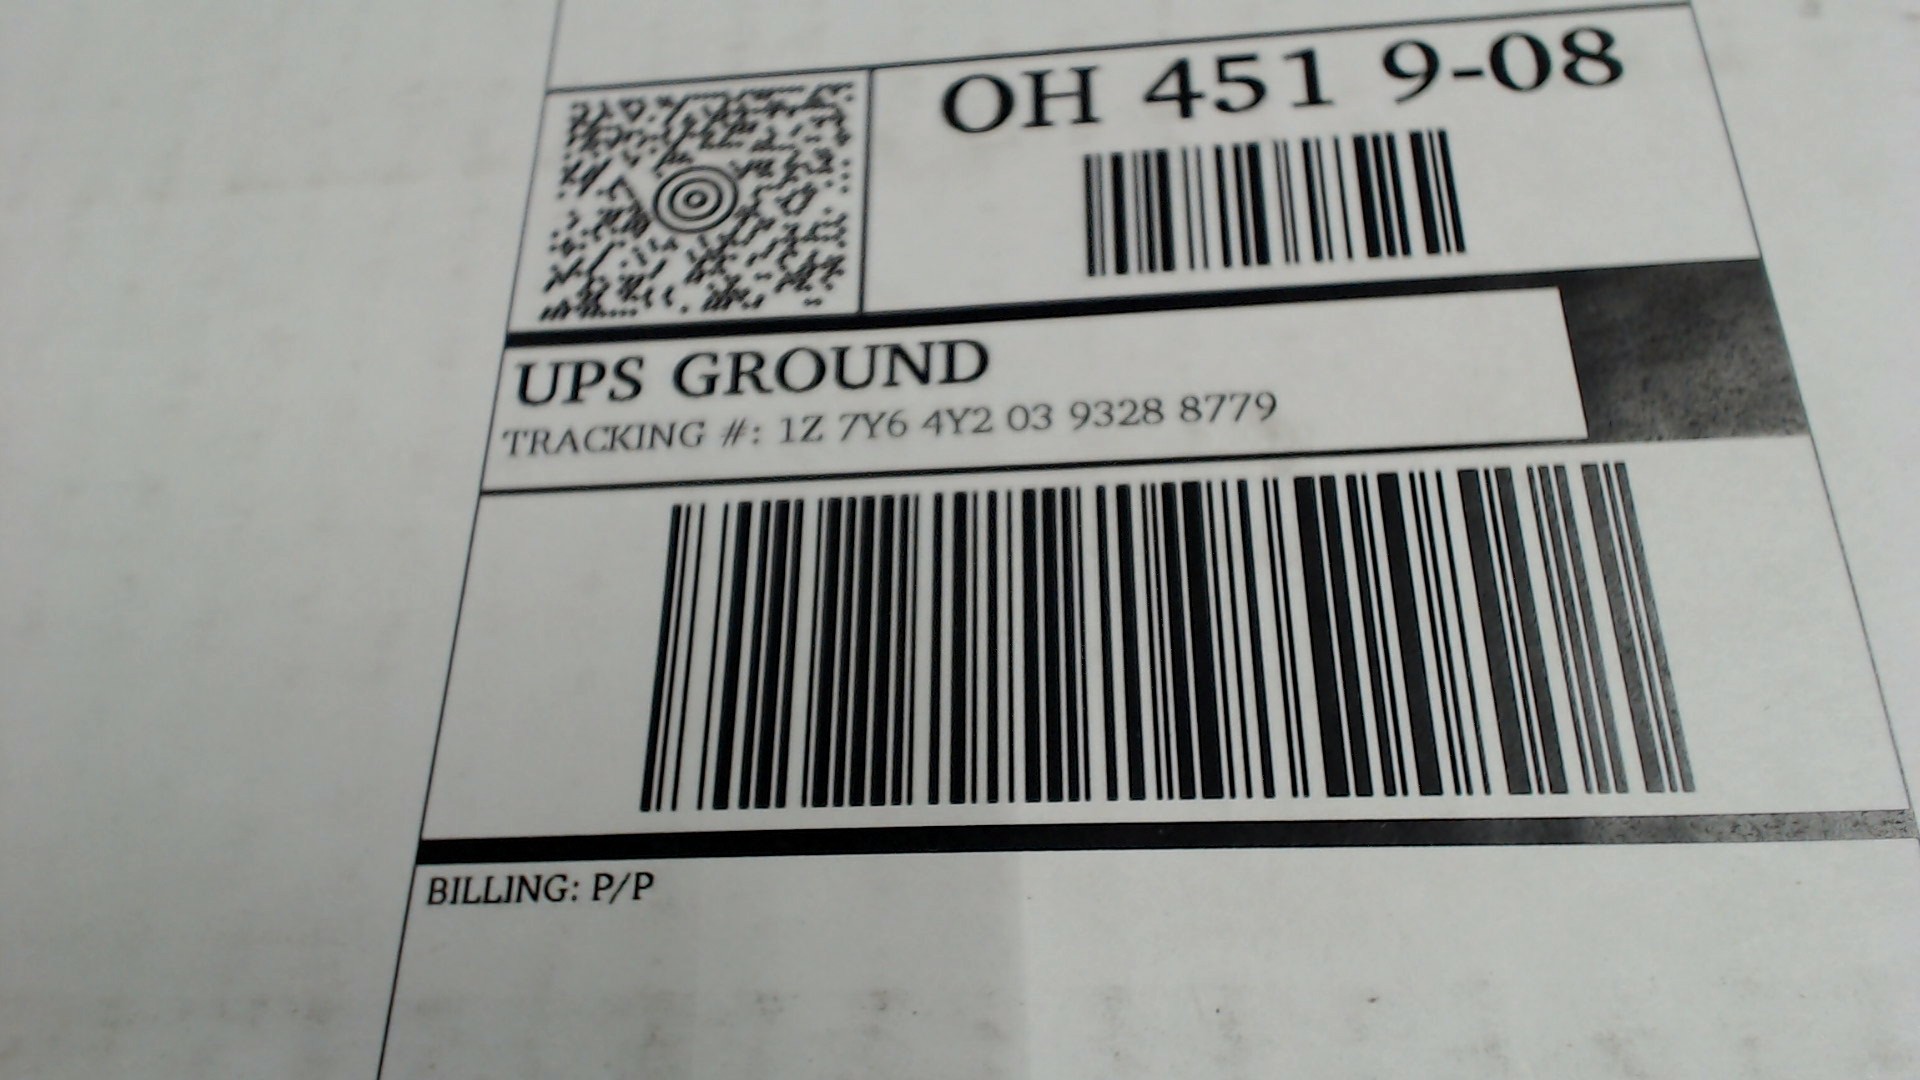 OH 451 9-08
UPS GROUND
TRACKING #: 1Z 7Y6 4Y2 03 9328 8779
BILLING: P/P